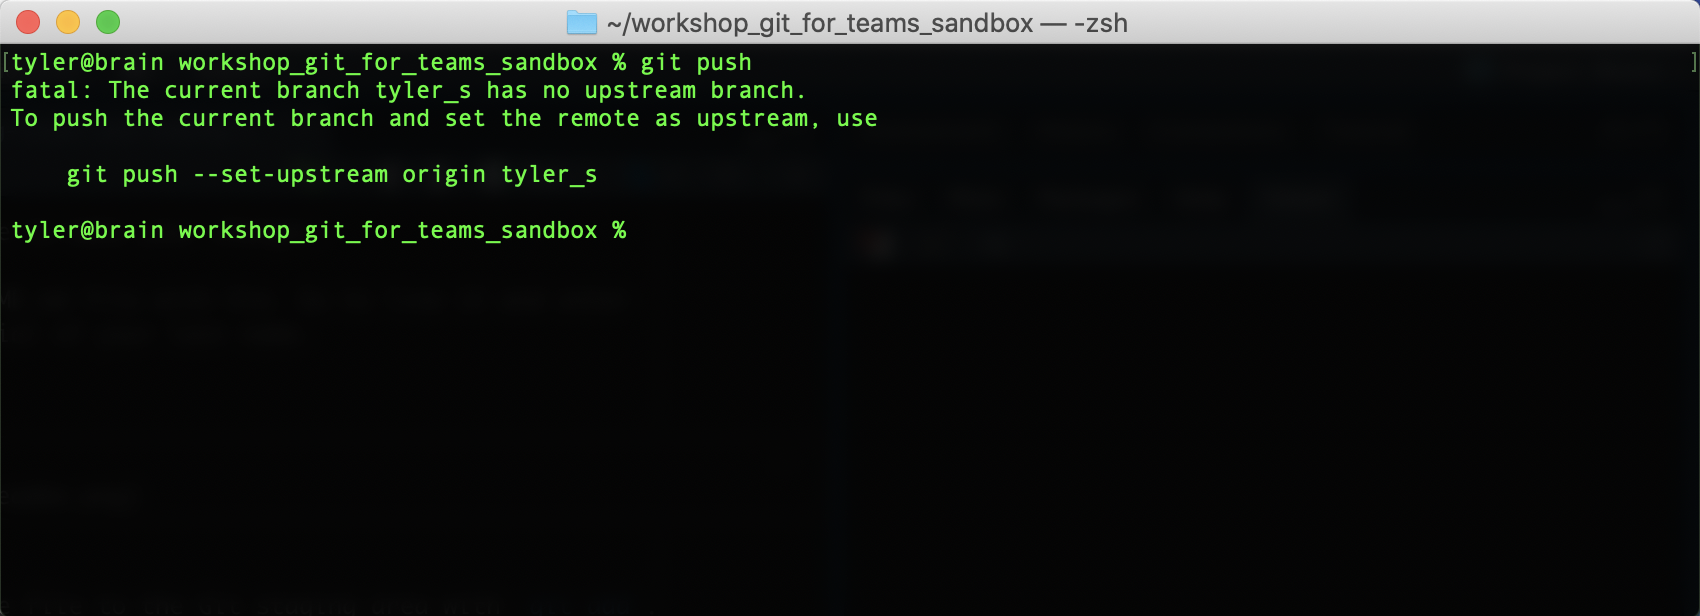 ~/workshop_git_for_teams_sandbox — -zsh
[tyler@brain workshop_git_for_teams_sandbox % git push ]
fatal: The current branch tyler_s has no upstream branch.
To push the current branch and set the remote as upstream, use
git push --set-upstream origin tyler_s
tyler@brain workshop_git_for_teams_sandbox %